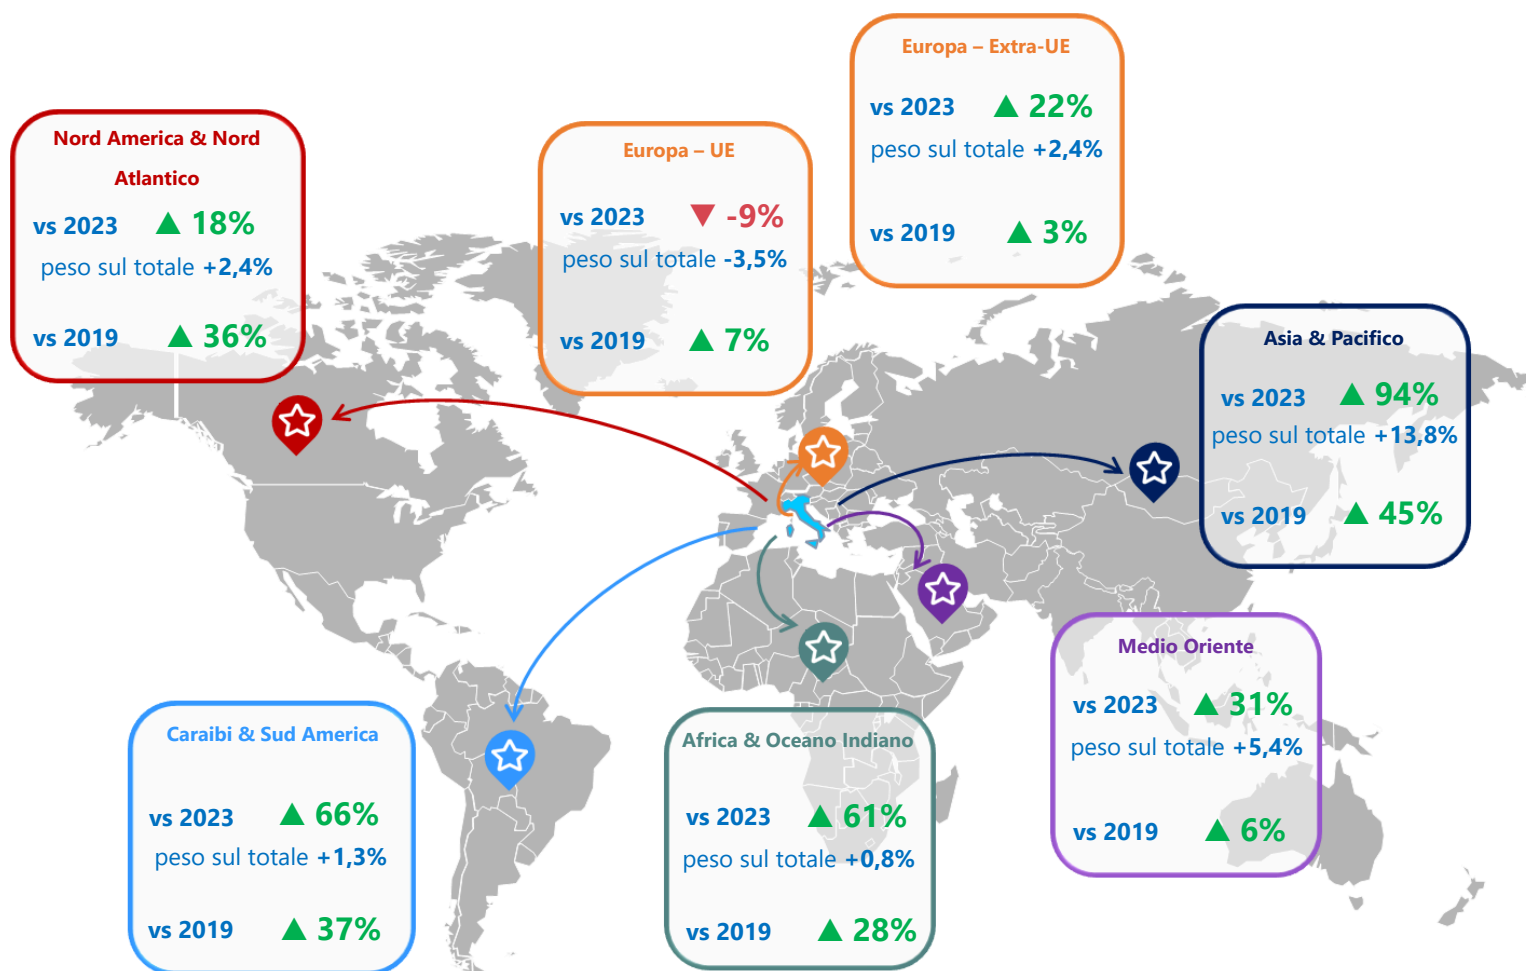 Europa – Extra-UE
vs 2023 ▲ 22%
peso sul totale +2,4%
vs 2019 ▲ 3%
Nord America & Nord
Atlantico
vs 2023 ▲ 18%
peso sul totale +2,4%
vs 2019 ▲ 36%
Europa – UE
vs 2023 ▼ -9%
peso sul totale -3,5%
vs 2019 ▲ 7%
Asia & Pacifico
vs 2023 ▲ 94%
peso sul totale +13,8%
vs 2019 ▲ 45%
Medio Oriente
vs 2023 ▲ 31%
peso sul totale +5,4%
vs 2019 ▲ 6%
Caraibi & Sud America
vs 2023 ▲ 66%
peso sul totale +1,3%
vs 2019 ▲ 37%
Africa & Oceano Indiano
vs 2023 ▲ 61%
peso sul totale +0,8%
vs 2019 ▲ 28%